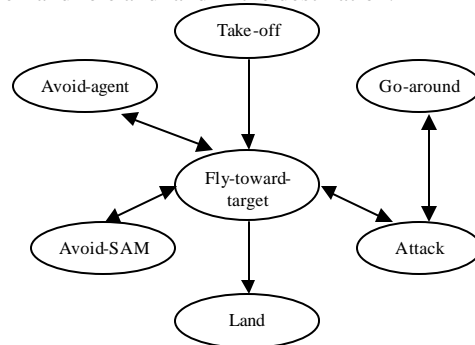 Take-off
Avoid-agent
Go-around
Fly-toward-
target
Avoid-SAM
Attack
Land